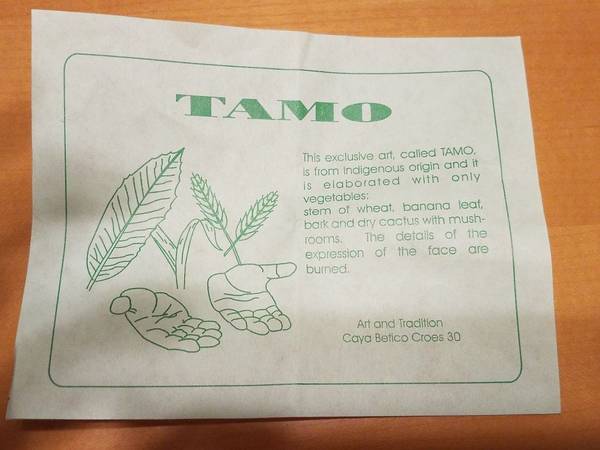 TAMO
This exclusive art, called TAMO,
is from Indigenous origin and it
is elaborated with only
vegetables:
stem of wheat, banana leaf,
bark and dry cactus with mush-
rooms. The details of the
expression of the face are
burned.
Art and Tradition
Caya Betico Croes 30